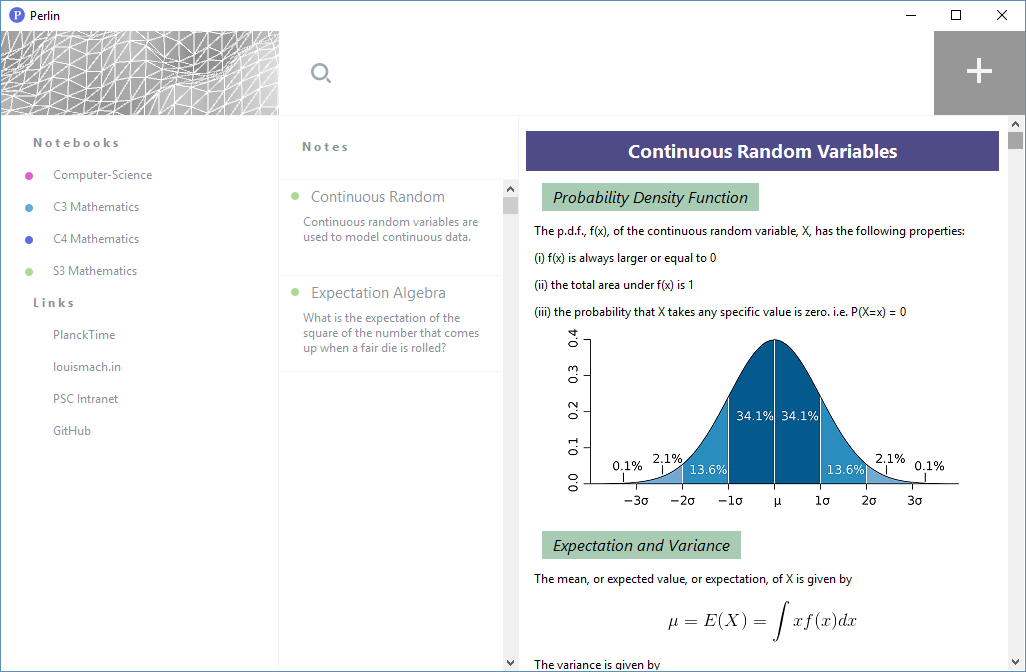 P Perlin
Notebooks
Computer-Science
C3 Mathematics
C4 Mathematics
S3 Mathematics
Links
PlanckTime
louismach.in
PSC Intranet
GitHub
Notes
Continuous Random
Continuous random variables are
used to model continuous data.
Expectation Algebra
What is the expectation of the
square of the number that comes
up when a fair die is rolled?
Continuous Random Variables
Probability Density Function
The p.d.f., f(x), of the continuous random variable, X, has the following properties:
(i) f(x) is always larger or equal to 0
(ii) the total area under f(x) is 1
(iii) the probability that X takes any specific value is zero. i.e. P(X=x) = 0
0.4
0.3
0.2
0.1
0.0
34.1% 34.1%
0.1% 2.1% 13.6% 13.6% 2.1% 0.1%
−3σ −2σ −1σ μ 1σ 2σ 3σ
Expectation and Variance
The mean, or expected value, or expectation, of X is given by
μ = E(X) = ∫ xf(x)dx
The variance is given by